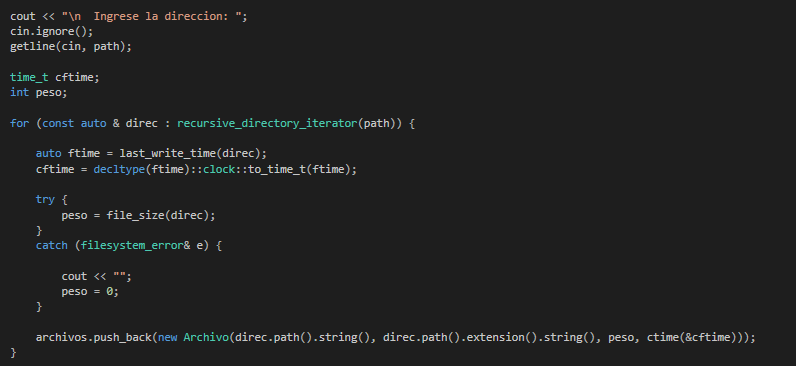 cout << "\n  Ingrese la direccion: ";
cin.ignore();
getline(cin, path);
time_t cftime;
int peso;
for (const auto & direc : recursive_directory_iterator(path)) {
auto ftime = last_write_time(direc);
cftime = decltype(ftime)::clock::to_time_t(ftime);
try {
peso = file_size(direc);
}
catch (filesystem_error& e) {
cout << "";
peso = 0;
}
archivos.push_back(new Archivo(direc.path().string(), direc.path().extension().string(), peso, ctime(&cftime)));
}